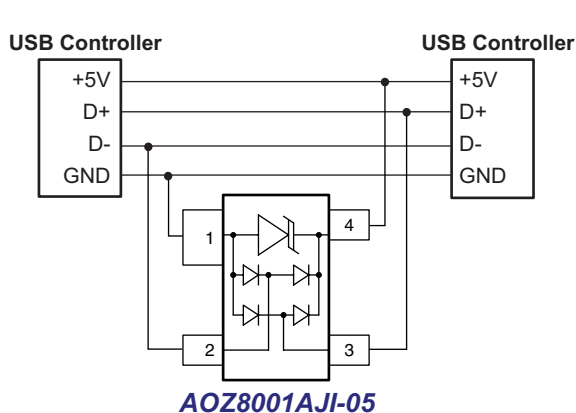 USB Controller USB Controller
+5V +5V
D+ D+
D- D-
GND GND
1 4
2 3
AOZ8001AJI-05